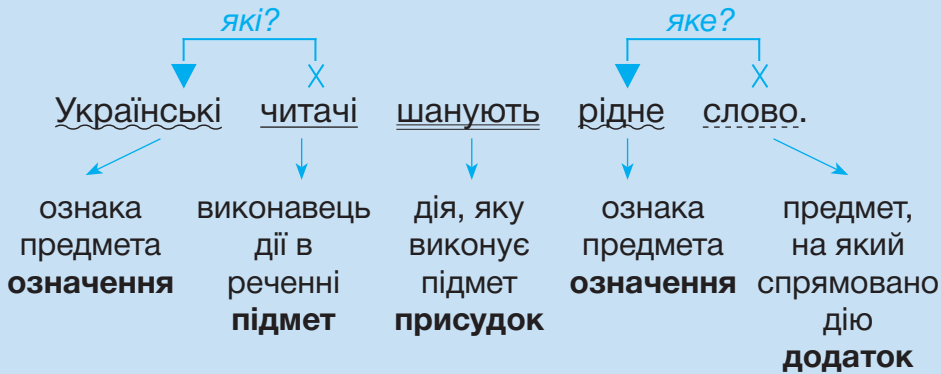 які? яке?
Українські читачі шанують рідне слово.
ознака предмета означення
виконавець дії в реченні підмет
дія, яку виконує підмет присудок
ознака предмета означення
предмет, на який спрямовано дію додаток